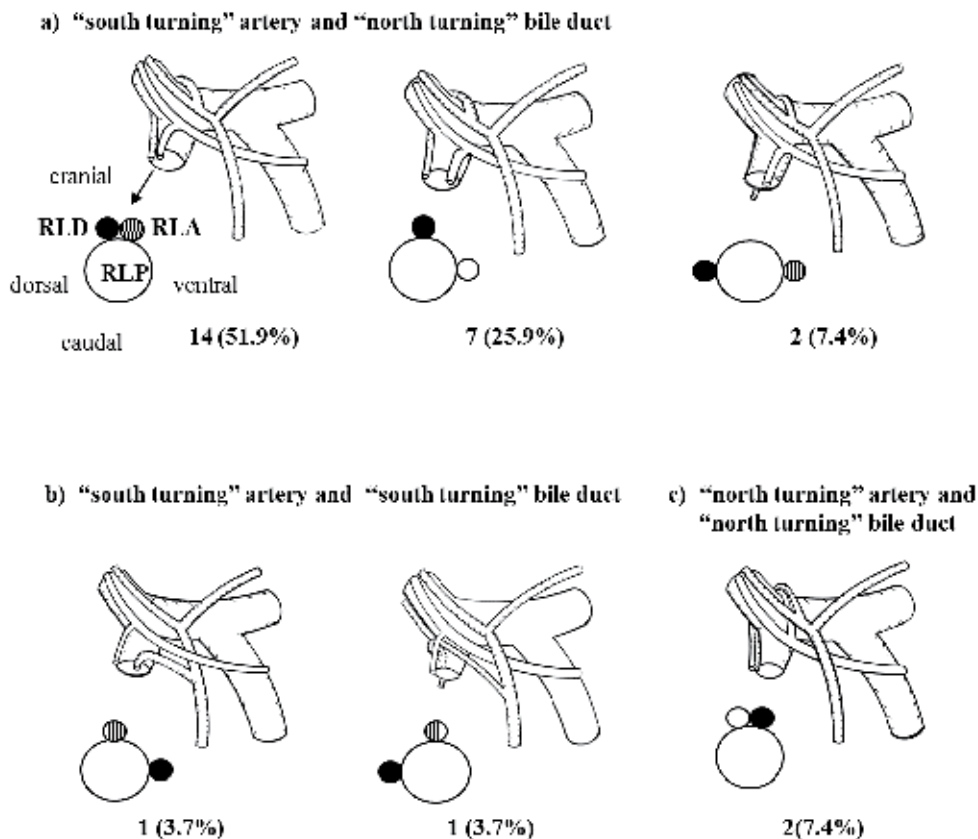 a) “south turning” artery and “north turning” bile duct
cranial
RLD RLA
RLP
dorsal ventral
caudal
14 (51.9%) 7 (25.9%) 2 (7.4%)
b) “south turning” artery and “south turning” bile duct
c) “north turning” artery and
“north turning” bile duct
1 (3.7%) 1 (3.7%) 2(7.4%)